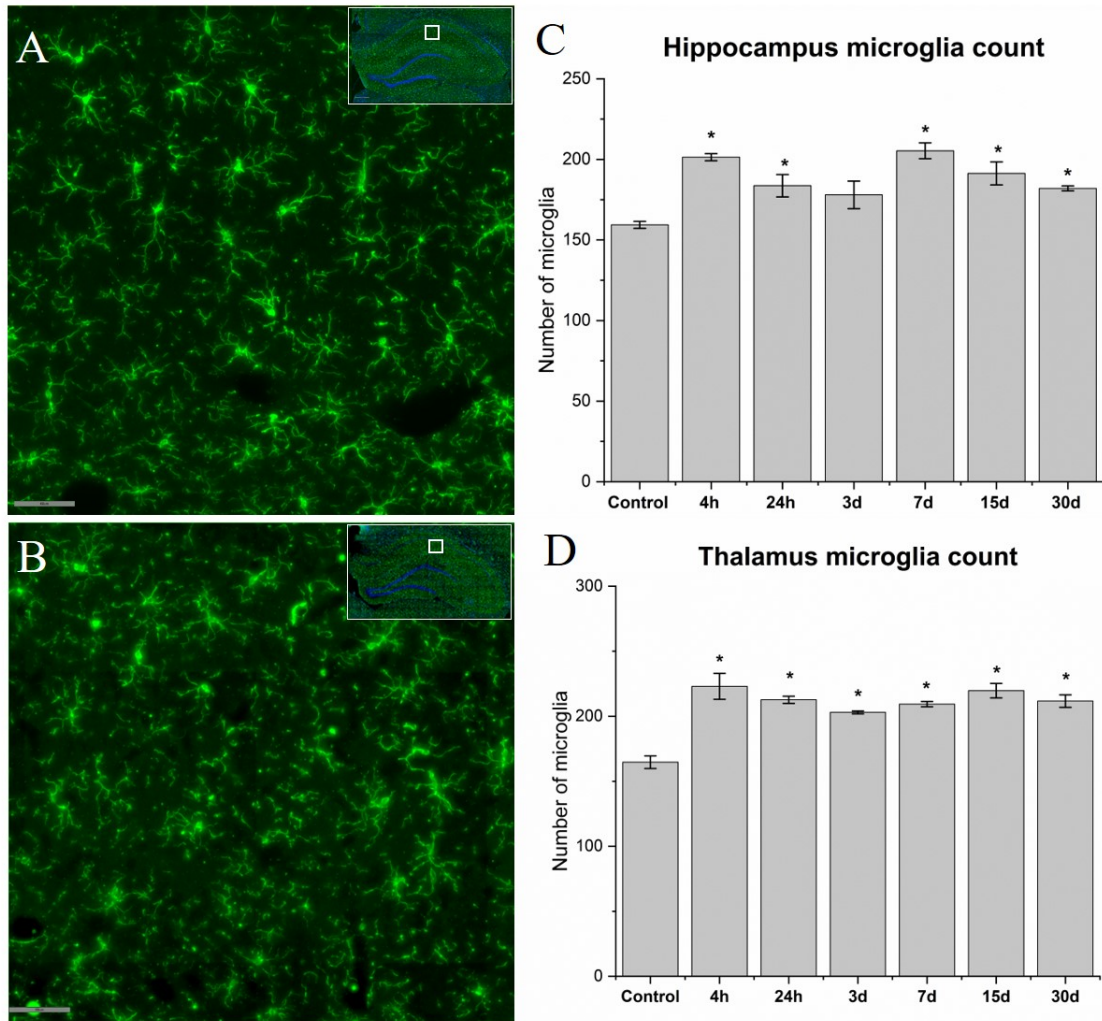 A
B
C
Hippocampus microglia count
Number of microglia
250
200
150
100
50
0
*
*
*
*
*
Control 4h 24h 3d 7d 15d 30d
D
Thalamus microglia count
Number of microglia
300
200
100
0
*
*
*
*
*
*
Control 4h 24h 3d 7d 15d 30d